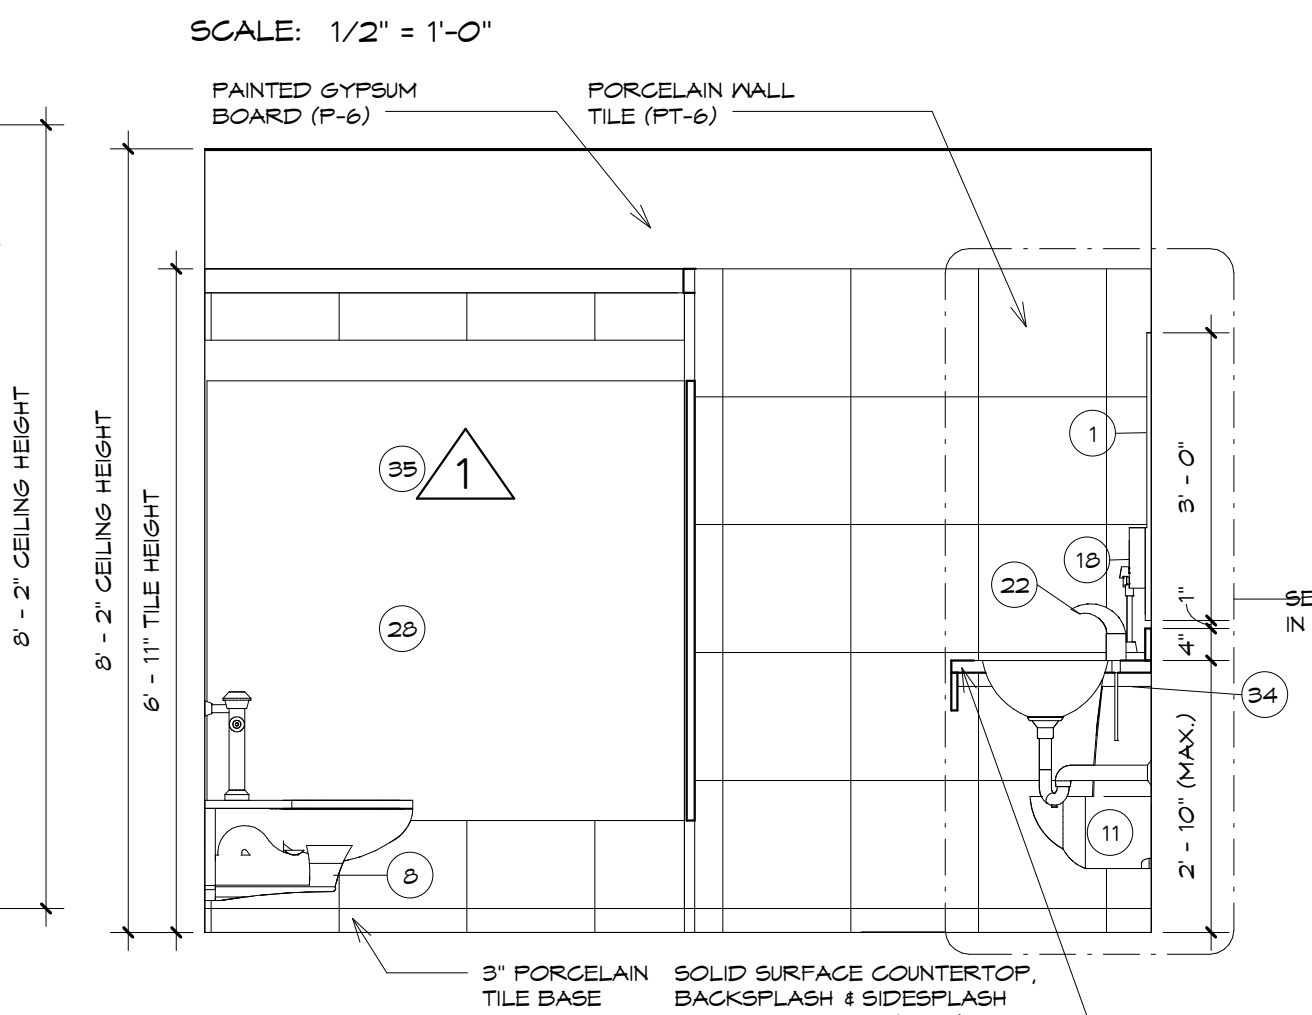 SCALE: 1/2" = 1'-0"
PAINTED GYPSUM
BOARD (P-6)
PORCELAIN WALL
TILE (PT-6)
8' - 2" CEILING HEIGHT
8' - 2" CEILING HEIGHT
6' - 11" TILE HEIGHT
35
1
28
8
1
18
22
34
11
3' - 0"
1"
4"
2' - 10" (MAX.)
SE
IN
3" PORCELAIN
TILE BASE
SOLID SURFACE COUNTERTOP,
BACKSPLASH & SIDESPLASH